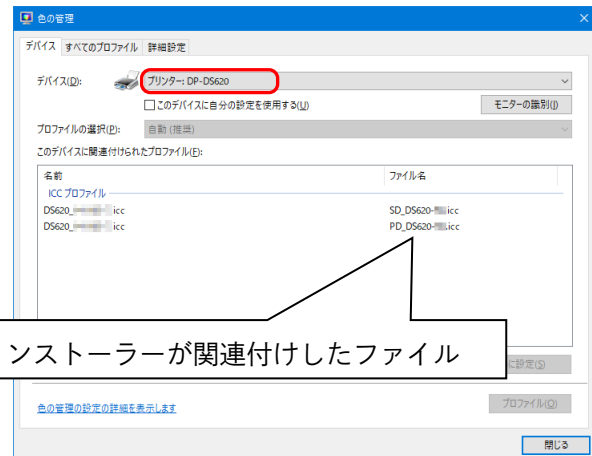 色の管理
デバイス すべてのプロファイル 詳細設定
デバイス(D): プリンター: DP-DS620
このデバイスに自分の設定を使用する(U) モニターの識別(I)
プロファイルの選択(P): 自動 (推奨)
このデバイスに関連付けられたプロファイル(F):
名前 ファイル名
ICC プロファイル
DS620_ icc SD_DS620- icc
DS620_ icc PD_DS620- .icc
ンストーラーが関連付けしたファイル
に設定(S)
色の管理の設定の詳細を表示します プロファイル(O)
閉じる